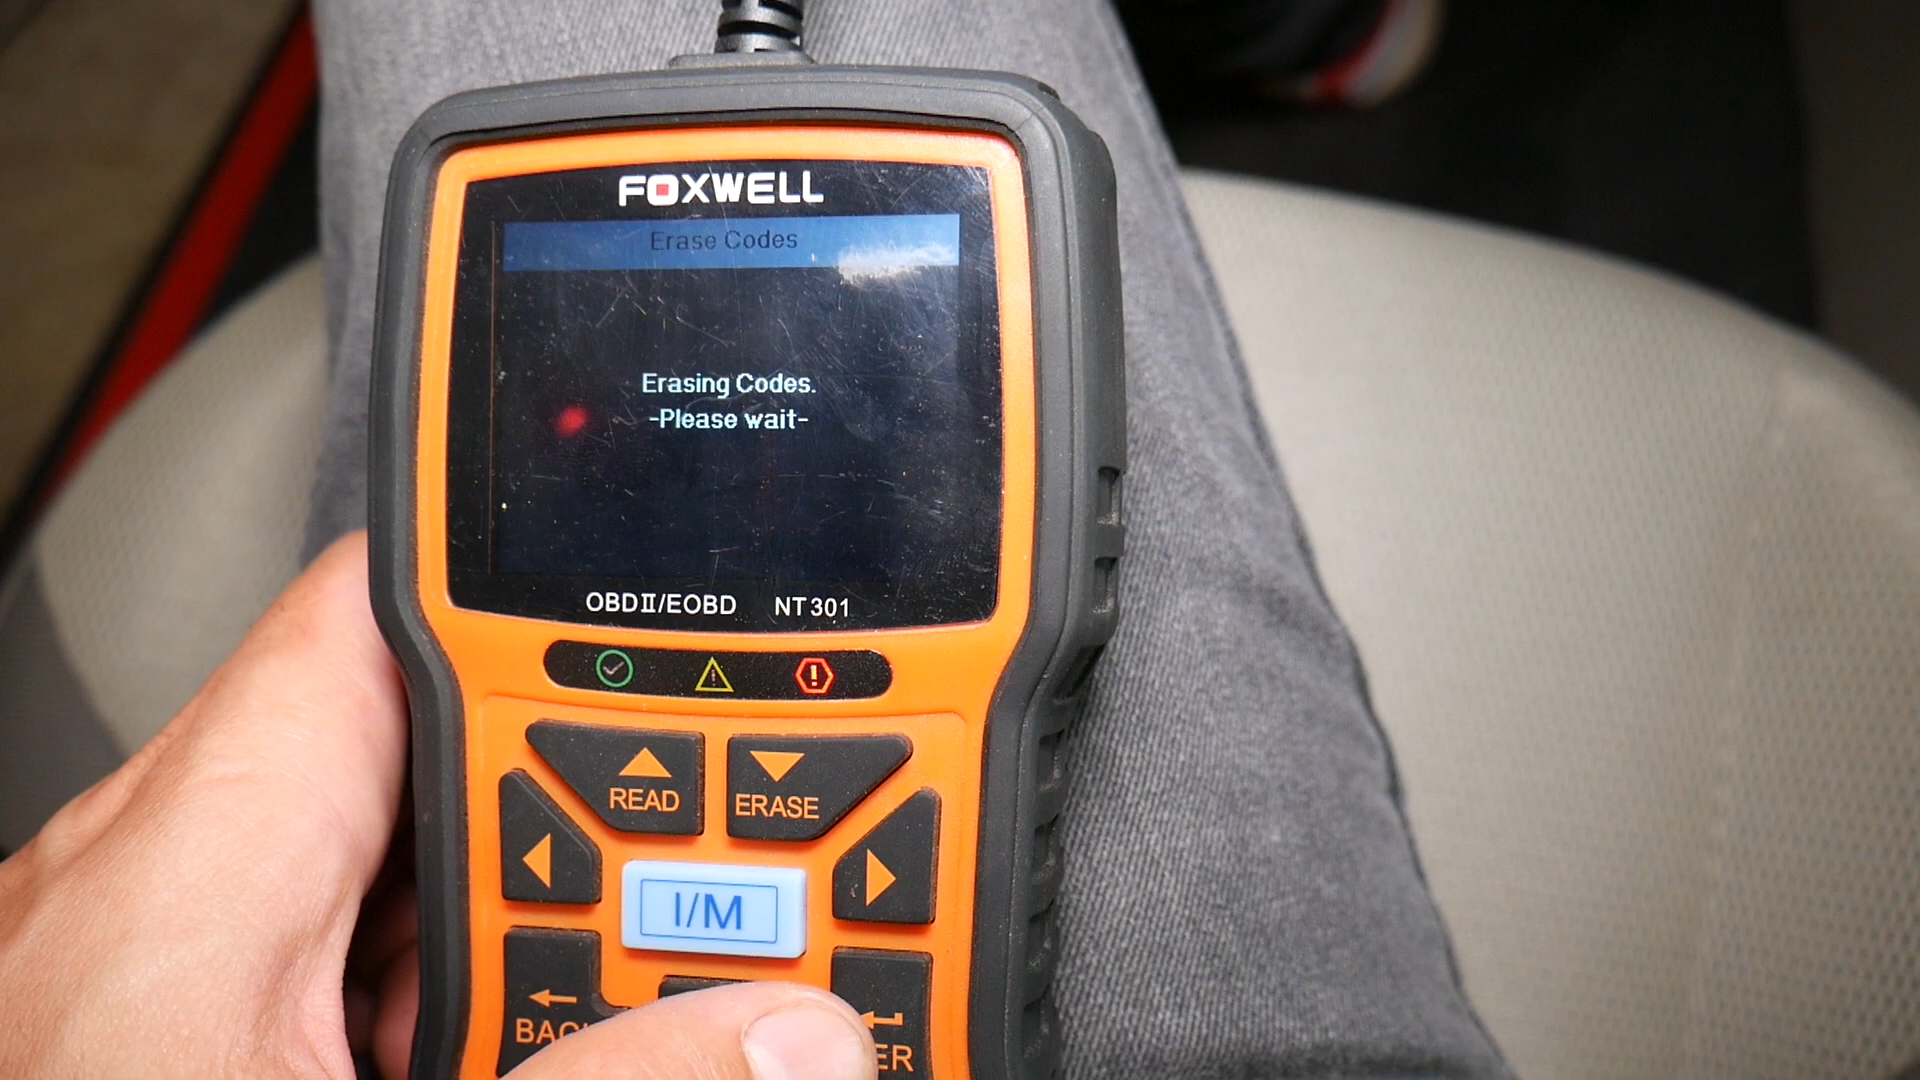 FOXWELL
Erase Codes
Erasing Codes.
-Please wait-
OBDII/EOBD NT301
READ
ERASE
I/M